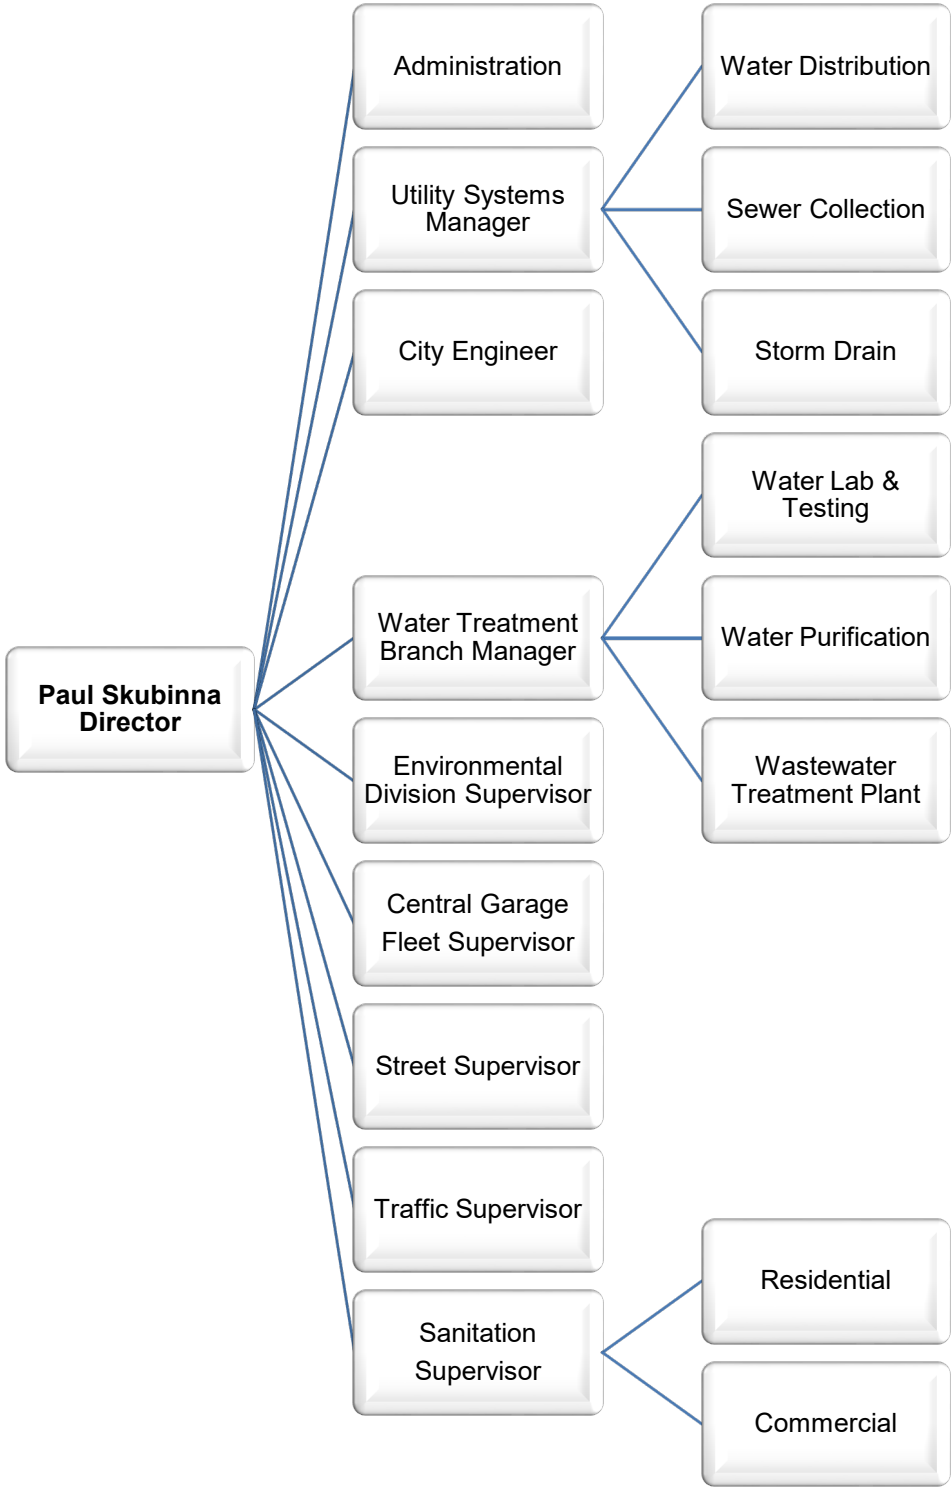 Administration
Water Distribution
Utility Systems
Manager
Sewer Collection
City Engineer
Storm Drain
Water Lab &
Testing
Water Treatment
Branch Manager
Water Purification
Paul Skubinna
Director
Environmental
Division Supervisor
Wastewater
Treatment Plant
Central Garage
Fleet Supervisor
Street Supervisor
Traffic Supervisor
Residential
Sanitation
Supervisor
Commercial